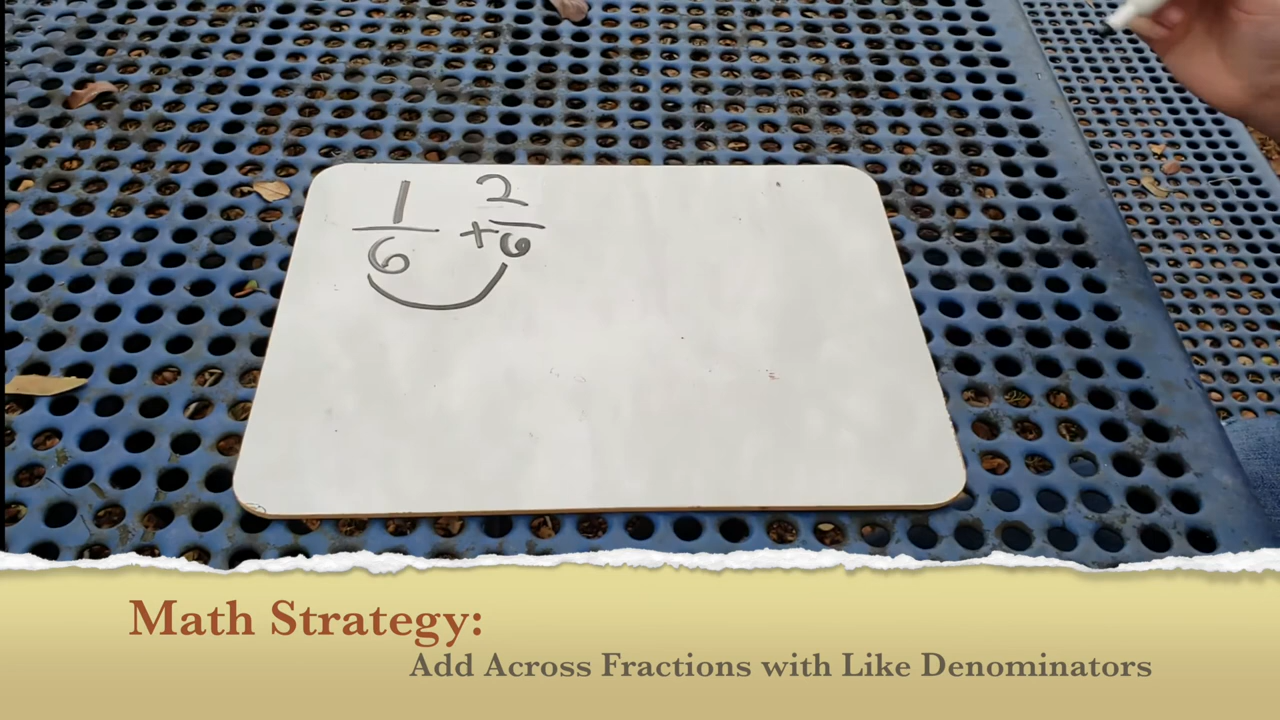 1/6 + 2/6
Math Strategy:
Add Across Fractions with Like Denominators